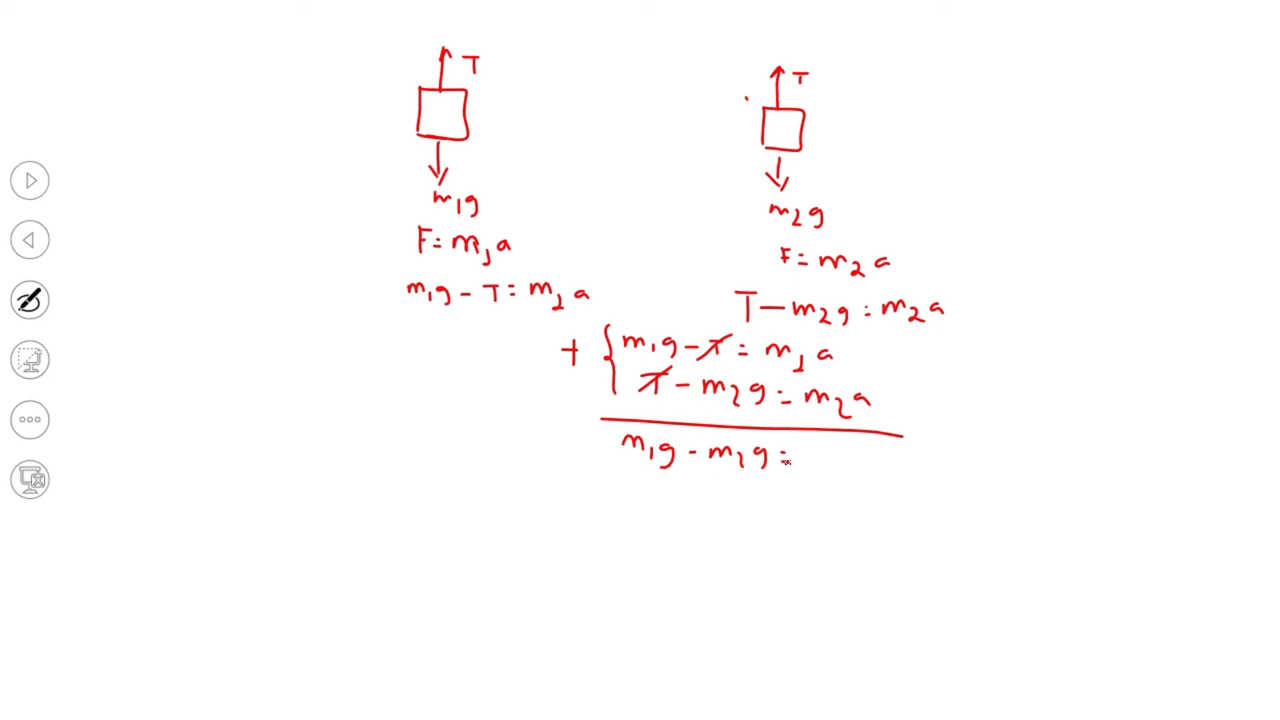 T
T
m₁g
m₂g
F = m₁a
F = m₂a
m₁g - T = m₁a
T - m₂g = m₂a
+ { m₁g - T = m₁a
T - m₂g = m₂a
m₁g - m₂g =